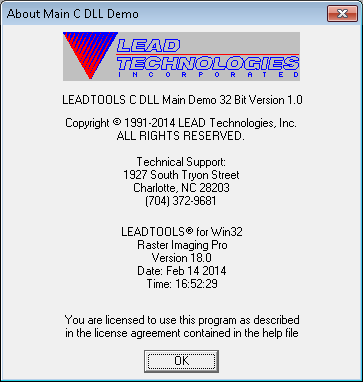 About Main C DLL Demo
LEAD
TECHNOLOGIES
INCORPORATED
LEADTOOLS C DLL Main Demo 32 Bit Version 1.0
Copyright © 1991-2014 LEAD Technologies, Inc.
ALL RIGHTS RESERVED.
Technical Support:
1927 South Tryon Street
Charlotte, NC 28203
(704) 372-9681
LEADTOOLS® for Win32
Raster Imaging Pro
Version 18.0
Date: Feb 14 2014
Time: 16:52:29
You are licensed to use this program as described
in the license agreement contained in the help file
OK